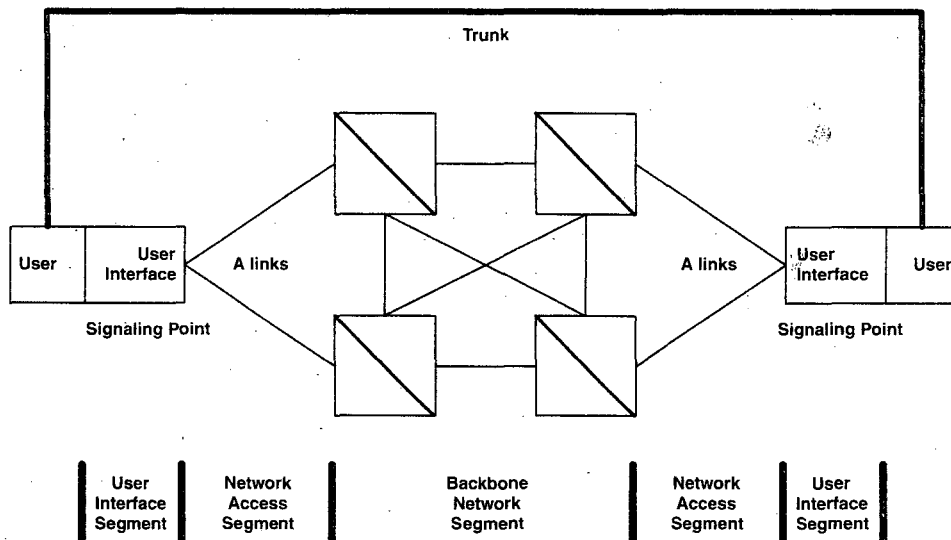 Trunk
User
User
Interface
A links
A links
User
Interface
User
Signaling Point
Signaling Point
User
Interface
Segment
Network
Access
Segment
Backbone
Network
Segment
Network
Access
Segment
User
Interface
Segment